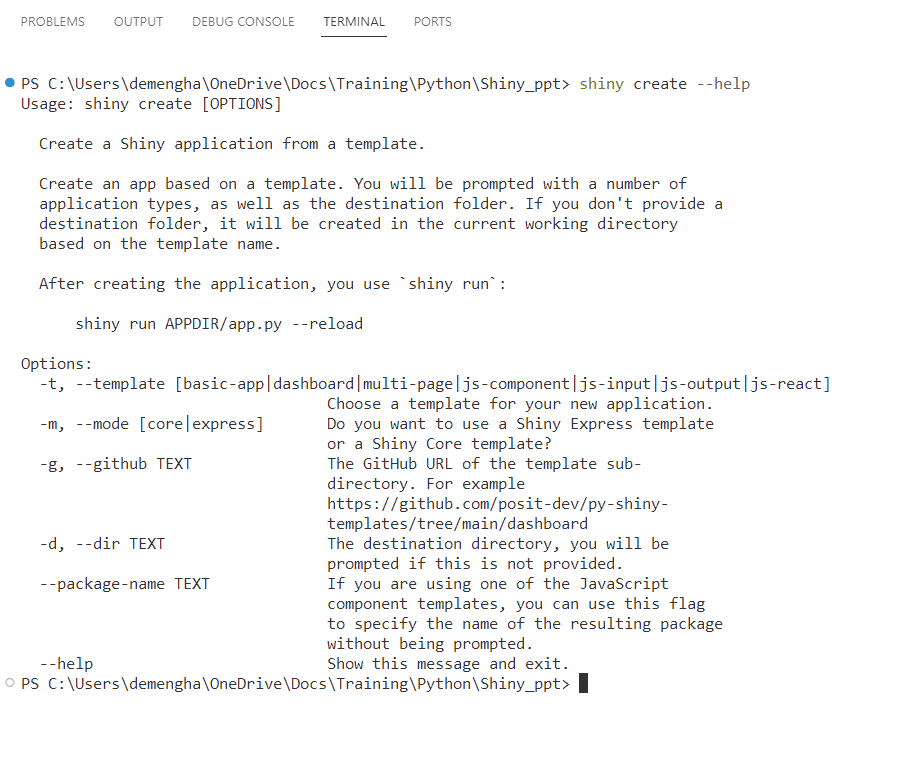 PROBLEMS OUTPUT DEBUG CONSOLE TERMINAL PORTS
PS C:\Users\demengha\OneDrive\Docs\Training\Python\Shiny_ppt> shiny create --help
Usage: shiny create [OPTIONS]
Create a Shiny application from a template.
Create an app based on a template. You will be prompted with a number of
application types, as well as the destination folder. If you don't provide a
destination folder, it will be created in the current working directory
based on the template name.
After creating the application, you use `shiny run`:
shiny run APPDIR/app.py --reload
Options:
-t, --template [basic-app|dashboard|multi-page|js-component|js-input|js-output|js-react]
Choose a template for your new application.
-m, --mode [core|express] Do you want to use a Shiny Express template
or a Shiny Core template?
-g, --github TEXT The GitHub URL of the template sub-
directory. For example
https://github.com/posit-dev/py-shiny-
templates/tree/main/dashboard
-d, --dir TEXT The destination directory, you will be
prompted if this is not provided.
--package-name TEXT If you are using one of the JavaScript
component templates, you can use this flag
to specify the name of the resulting package
without being prompted.
--help Show this message and exit.
PS C:\Users\demengha\OneDrive\Docs\Training\Python\Shiny_ppt>